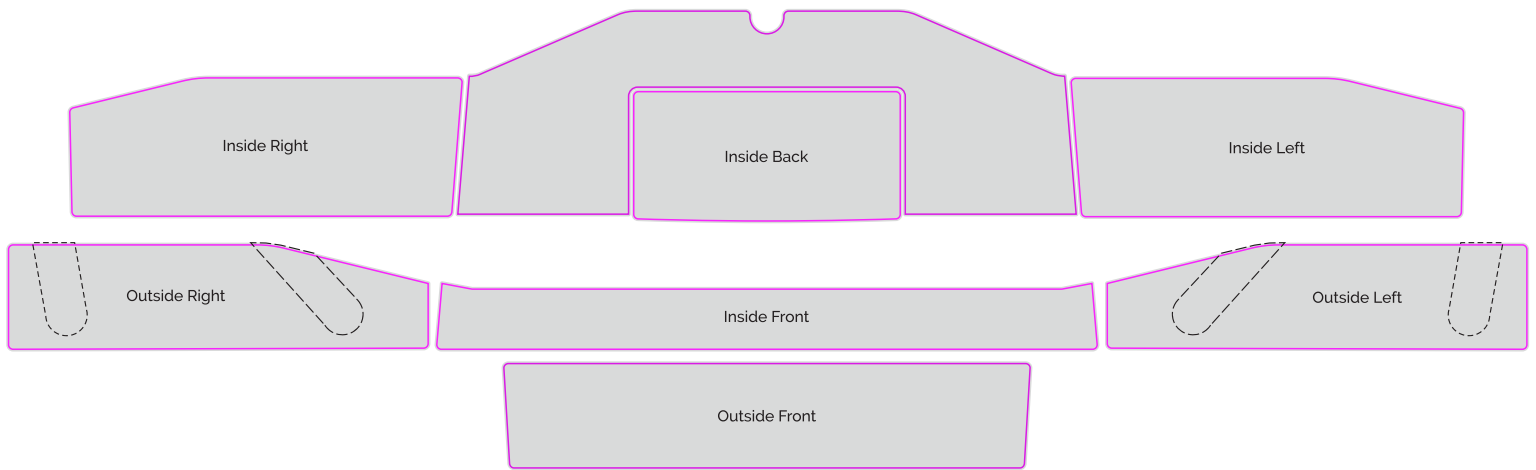 Inside Right
Inside Back
Inside Left
Outside Right
Inside Front
Outside Left
Outside Front